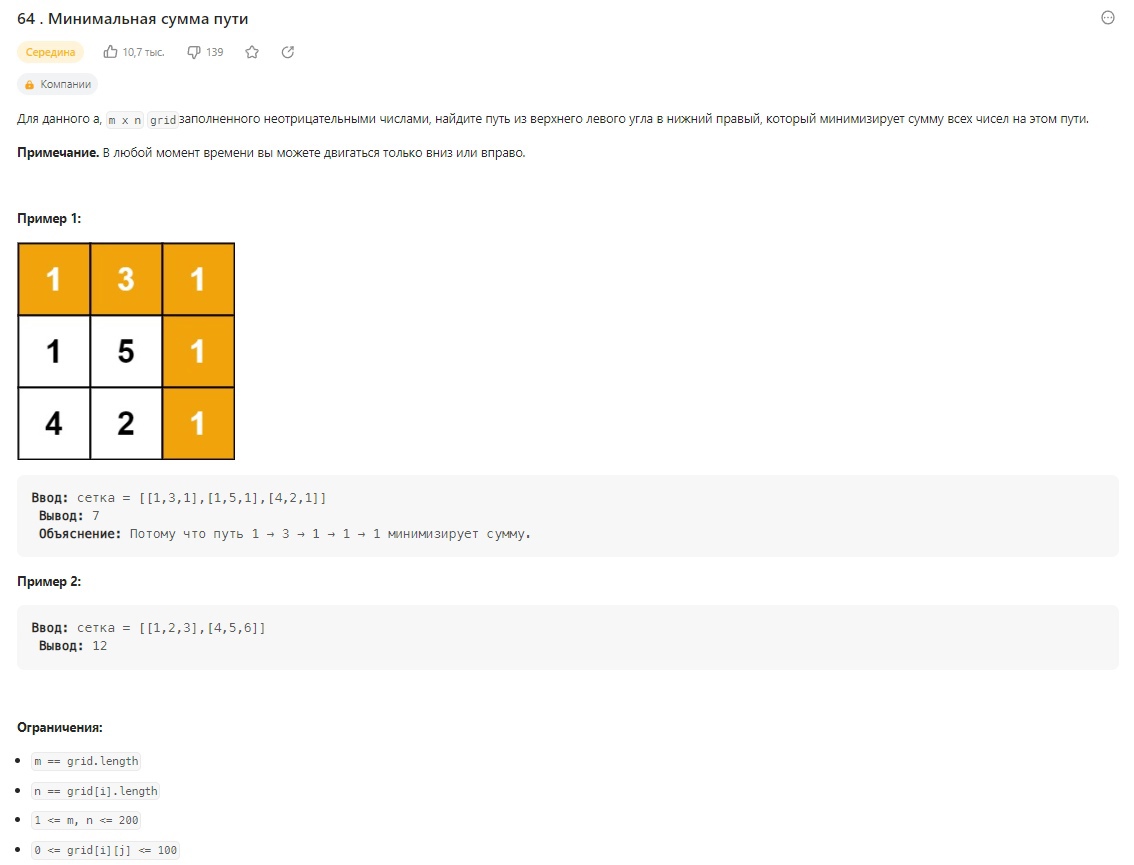 64 . Минимальная сумма пути
Середина 10,7 тыс. 139
Компании
Для данного a, m x n grid заполненного неотрицательными числами, найдите путь из верхнего левого угла в нижний правый, который минимизирует сумму всех чисел на этом пути.
Примечание. В любой момент времени вы можете двигаться только вниз или вправо.
Пример 1:
1 3 1
1 5 1
4 2 1
Ввод: сетка = [[1,3,1],[1,5,1],[4,2,1]]
Вывод: 7
Объяснение: Потому что путь 1 → 3 → 1 → 1 → 1 минимизирует сумму.
Пример 2:
Ввод: сетка = [[1,2,3],[4,5,6]]
Вывод: 12
Ограничения:
m == grid.length
n == grid[i].length
1 <= m, n <= 200
0 <= grid[i][j] <= 100